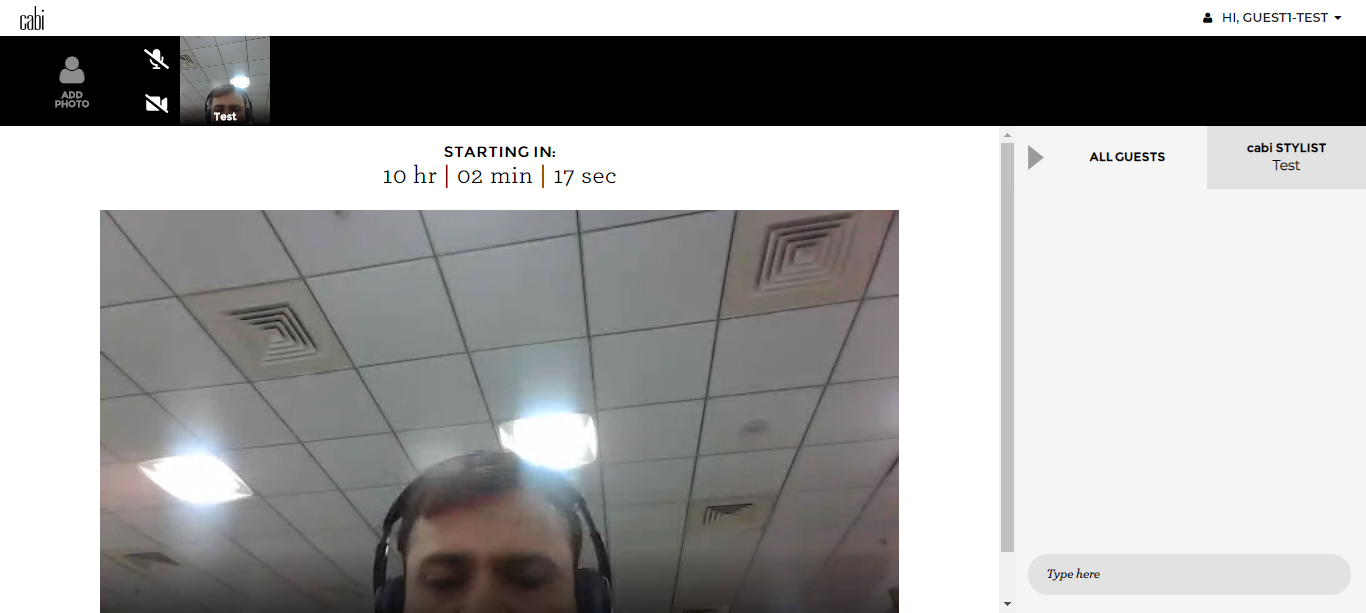 cabi
HI, GUEST1-TEST
ADD
PHOTO
Test
STARTING IN:
10 hr | 02 min | 17 sec
ALL GUESTS
cabi STYLIST
Test
Type here